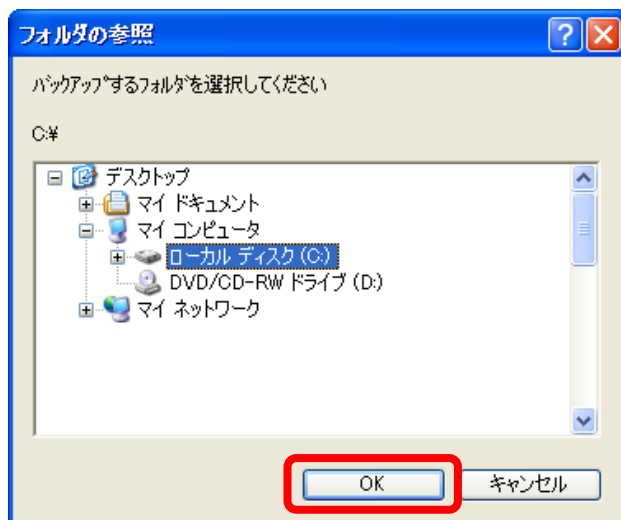 フォルダの参照
ﾊﾞｯｸｱｯﾌﾟするﾌｫﾙﾀﾞを選択してください
C:¥
デスクトップ
マイ ドキュメント
マイ コンピュータ
ローカル ディスク (C:)
DVD/CD-RW ドライブ (D:)
マイ ネットワーク
OK キャンセル